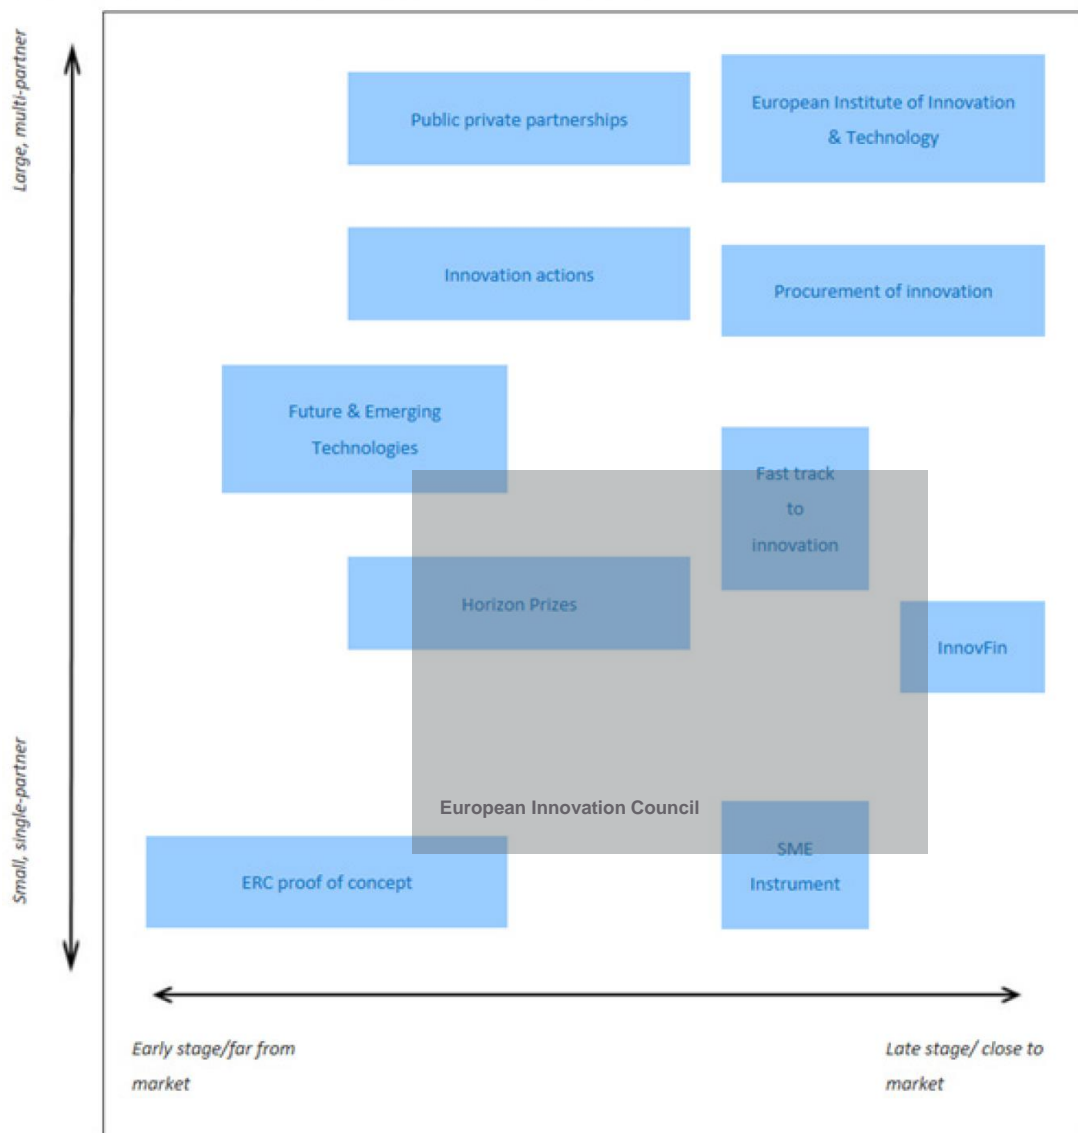 Large, multi-partner
Public private partnerships
European Institute of Innovation
& Technology
Innovation actions
Procurement of innovation
Future & Emerging
Technologies
Fast track
to
innovation
Horizon Prizes
InnovFin
Small, single-partner
European Innovation Council
ERC proof of concept
SME
Instrument
Early stage/far from
market
Late stage/ close to
market